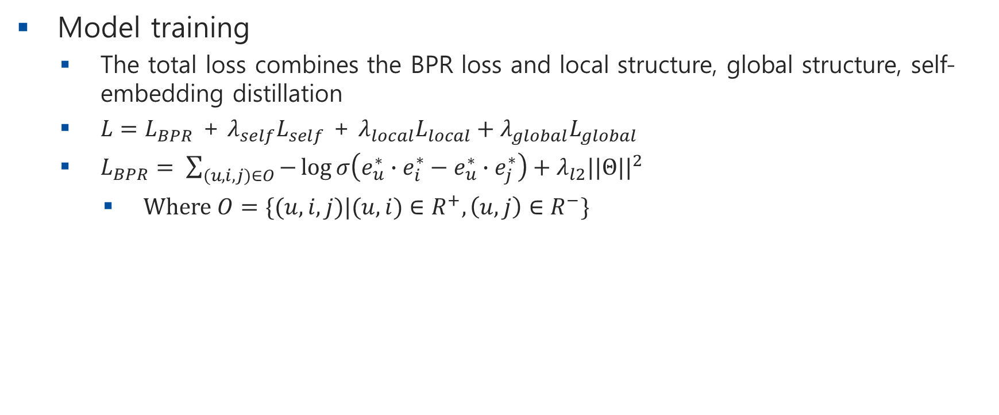 ▪ Model training
▪ The total loss combines the BPR loss and local structure, global structure, self-
embedding distillation
▪ $L = L_{BPR} + \lambda_{self}L_{self} + \lambda_{local}L_{local} + \lambda_{global}L_{global}$
▪ $L_{BPR} = \sum_{(u,i,j)\in O} -\log \sigma(e_u^* \cdot e_i^* - e_u^* \cdot e_j^*) + \lambda_{l2}||\Theta||^2$
▪ Where $O = \{(u, i, j)|(u, i) \in R^+, (u, j) \in R^-\}$